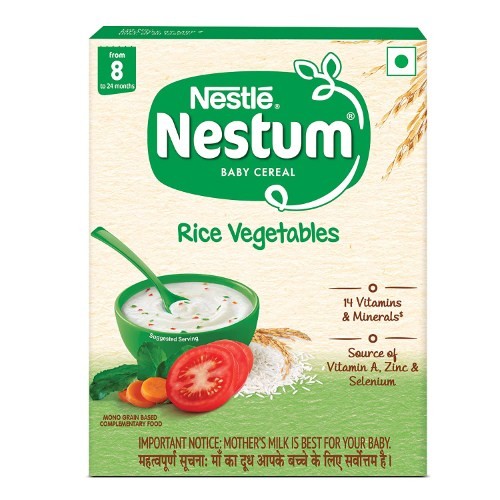 From
8
to 24 months
Nestlé®
Nestum®
BABY CEREAL
Rice Vegetables
14 Vitamins
& Minerals$
Source of
Vitamin A, Zinc &
Selenium
Suggested Serving
MONO GRAIN BASED
COMPLEMENTARY FOOD
IMPORTANT NOTICE: MOTHER'S MILK IS BEST FOR YOUR BABY.
महत्वपूर्ण सूचना: माँ का दूध आपके बच्चे के लिए सर्वोत्तम है।